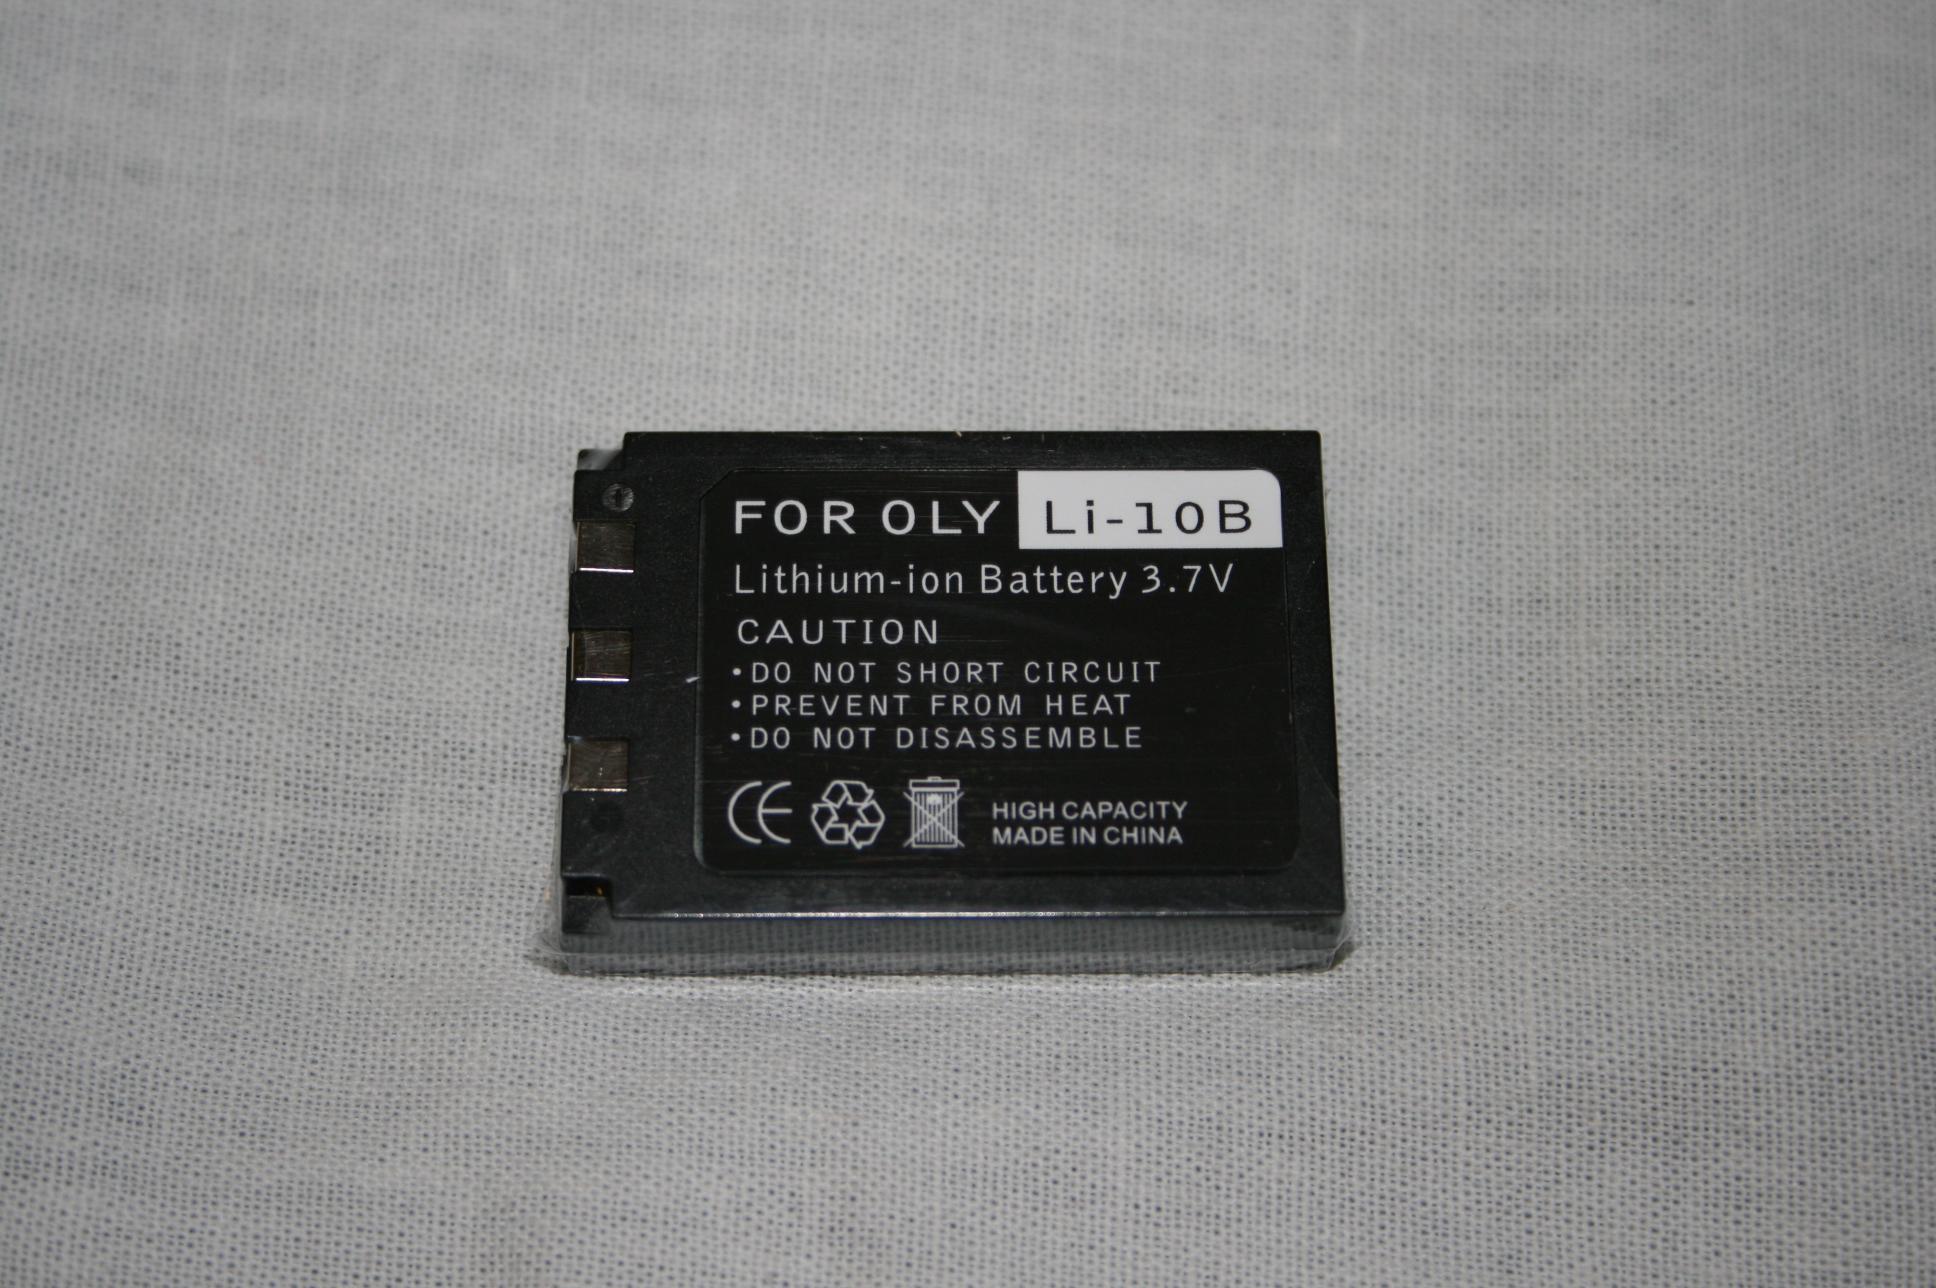 FOR OLY Li-10B
Lithium-ion Battery 3.7V
CAUTION
•DO NOT SHORT CIRCUIT
•PREVENT FROM HEAT
•DO NOT DISASSEMBLE
CE HIGH CAPACITY
MADE IN CHINA